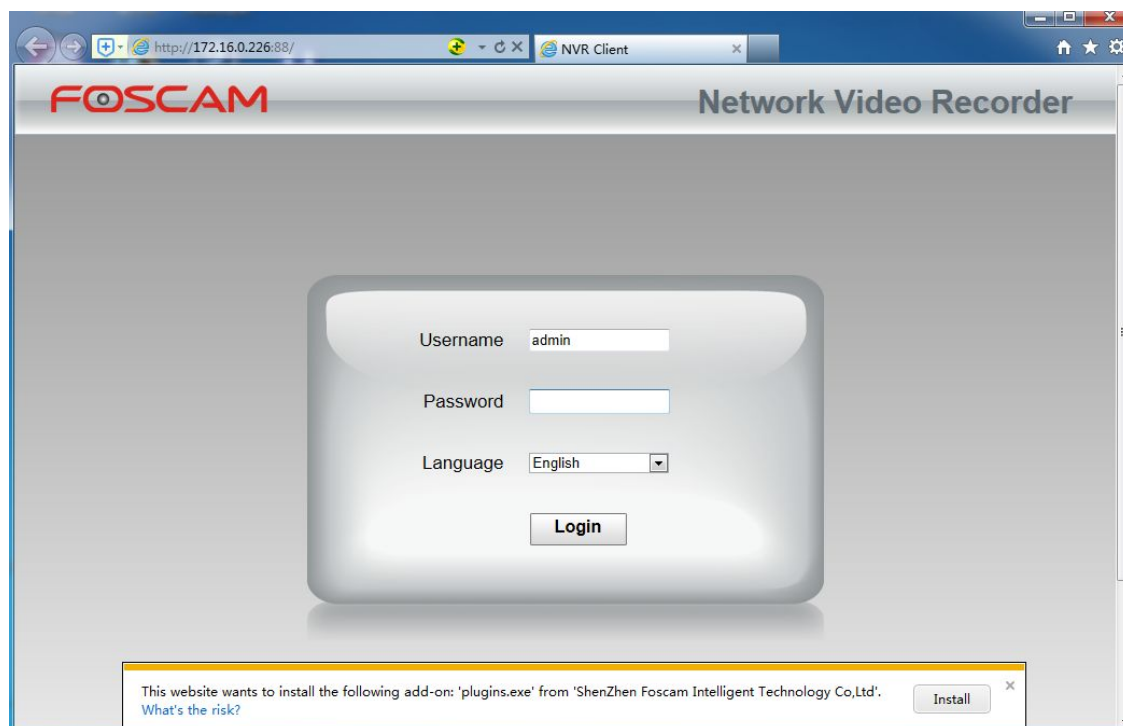 http://172.16.0.226:88/
NVR Client
FOSCAM
Network Video Recorder
Username
admin
Password
Language
English
Login
This website wants to install the following add-on: 'plugins.exe' from 'ShenZhen Foscam Intelligent Technology Co,Ltd'.
What's the risk?
Install